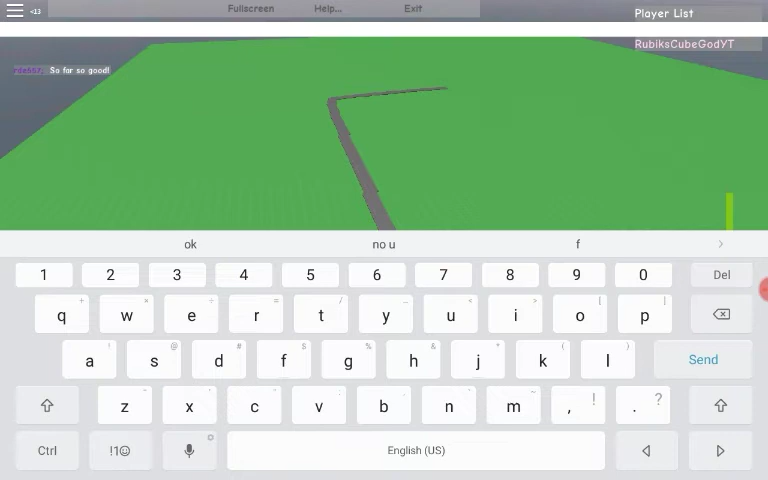 <13
Fullscreen Help... Exit
Player List
RubiksCubeGodYT
So far so good!
ok no u f
1 2 3 4 5 6 7 8 9 0 Del
q w e r t y u i o p
a s d f g h j k l Send
z x c v b n m , ! . ?
Ctrl !1☺ English (US)